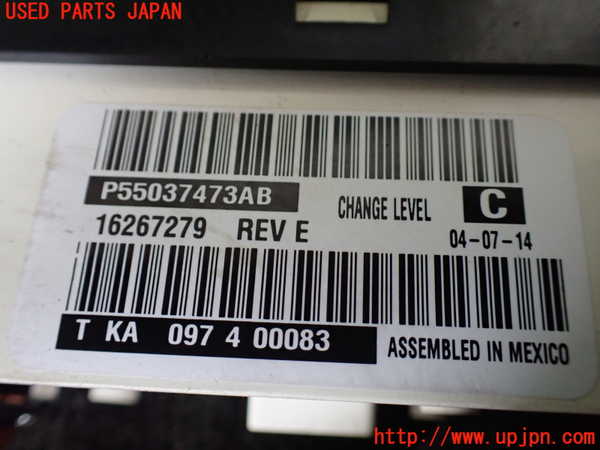 USED PARTS JAPAN
P55037473AB
16267279 REV E
CHANGE LEVEL C
04-07-14
T KA 097 4 00083
ASSEMBLED IN MEXICO
http://www.upjpn.com/